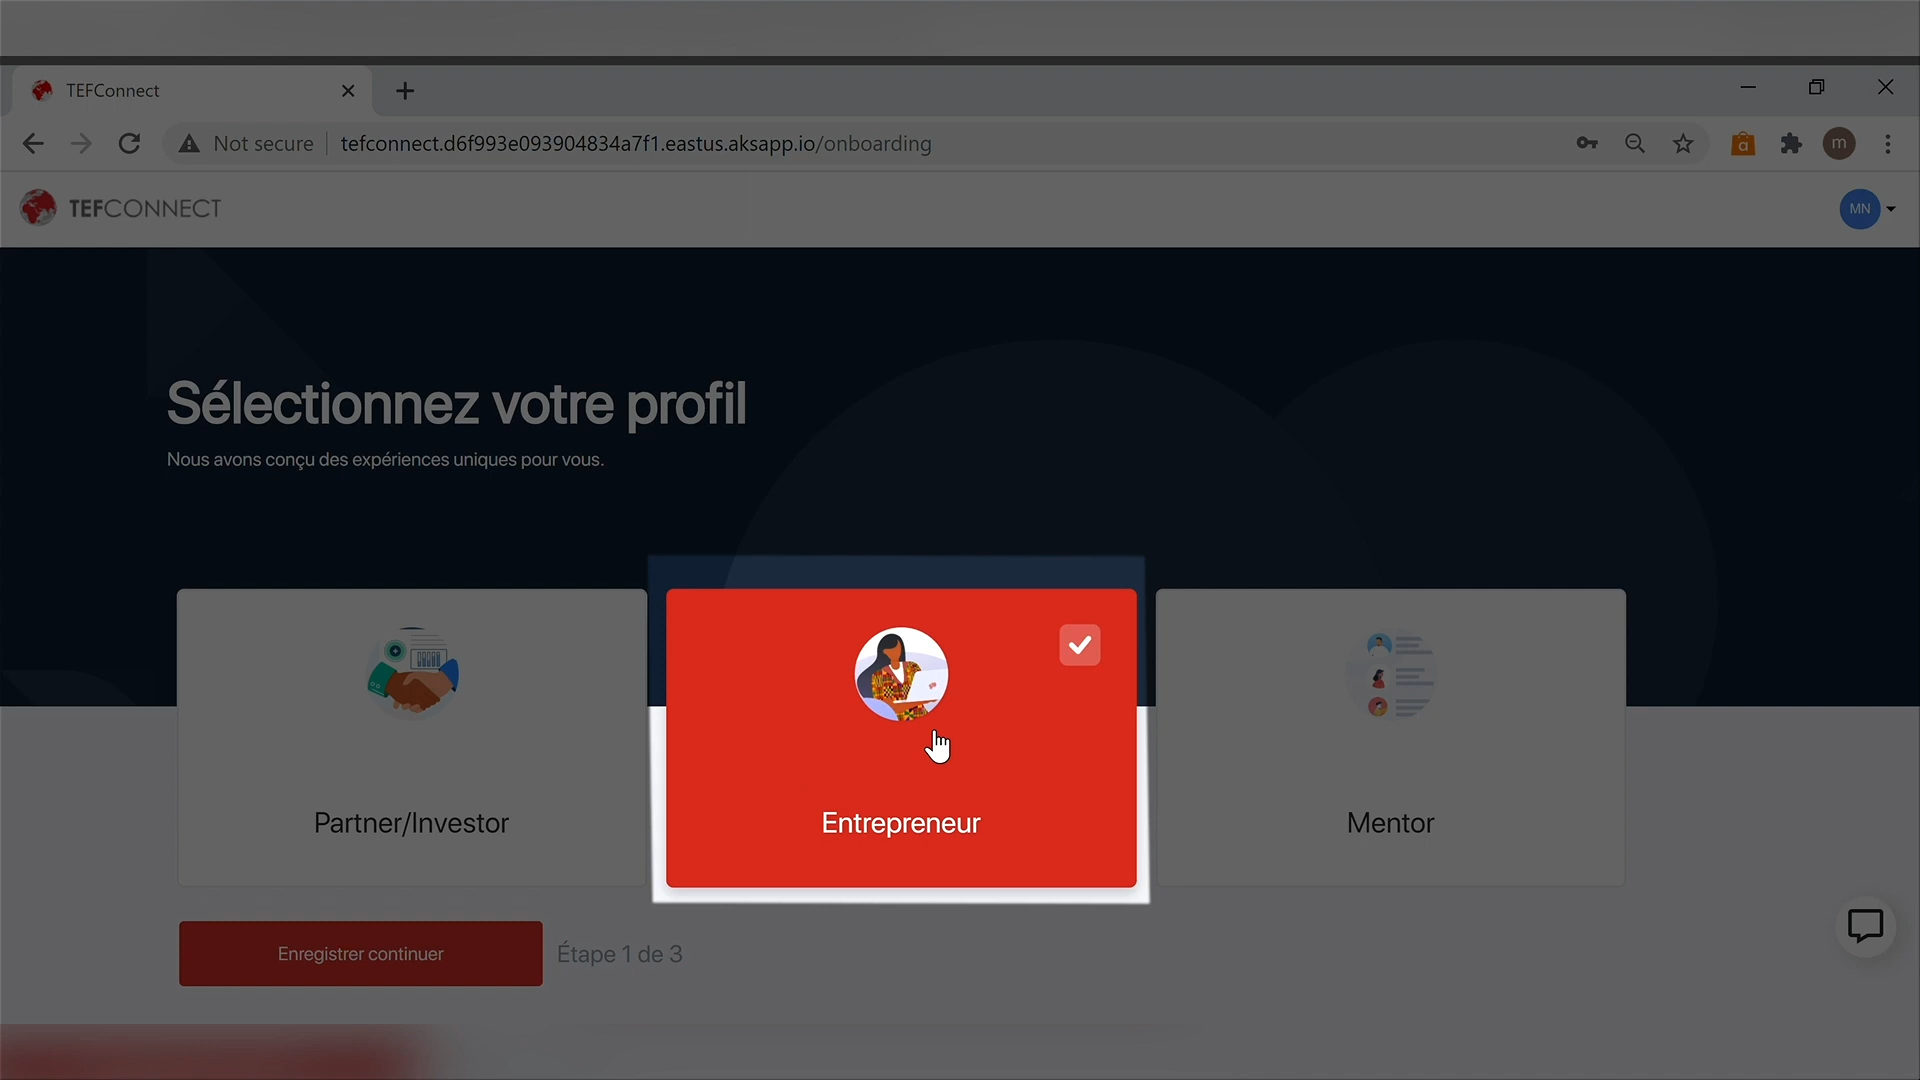 TEFConnect
Not secure
tefconnect.d6f993e093904834a7f1.eastus.aksapp.io/onboarding
a
m
TEFCONNECT
MN
Sélectionnez votre profil
Nous avons conçu des expériences uniques pour vous.
Partner/Investor
Entrepreneur
Mentor
Enregistrer continuer
Étape 1 de 3